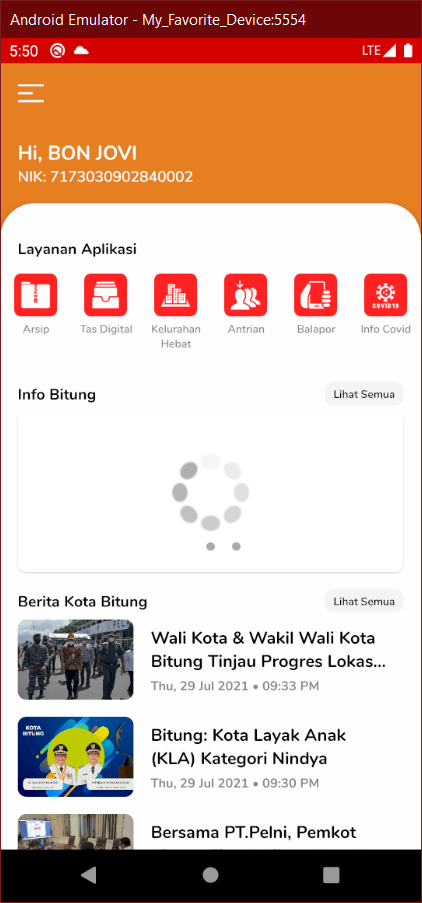 Android Emulator - My_Favorite_Device:5554
5:50
LTE
Hi, BON JOVI
NIK: 7173030902840002
Layanan Aplikasi
COVID19
Arsip
Tas Digital
Kelurahan
Hebat
Antrian
Balapor
Info Covid
Info Bitung
Lihat Semua
Berita Kota Bitung
Lihat Semua
Wali Kota & Wakil Wali Kota
Bitung Tinjau Progres Lokas...
Thu, 29 Jul 2021 • 09:33 PM
KOTA
BITUNG
Bitung: Kota Layak Anak
(KLA) Kategori Nindya
Thu, 29 Jul 2021 • 09:30 PM
Bersama PT.Pelni, Pemkot